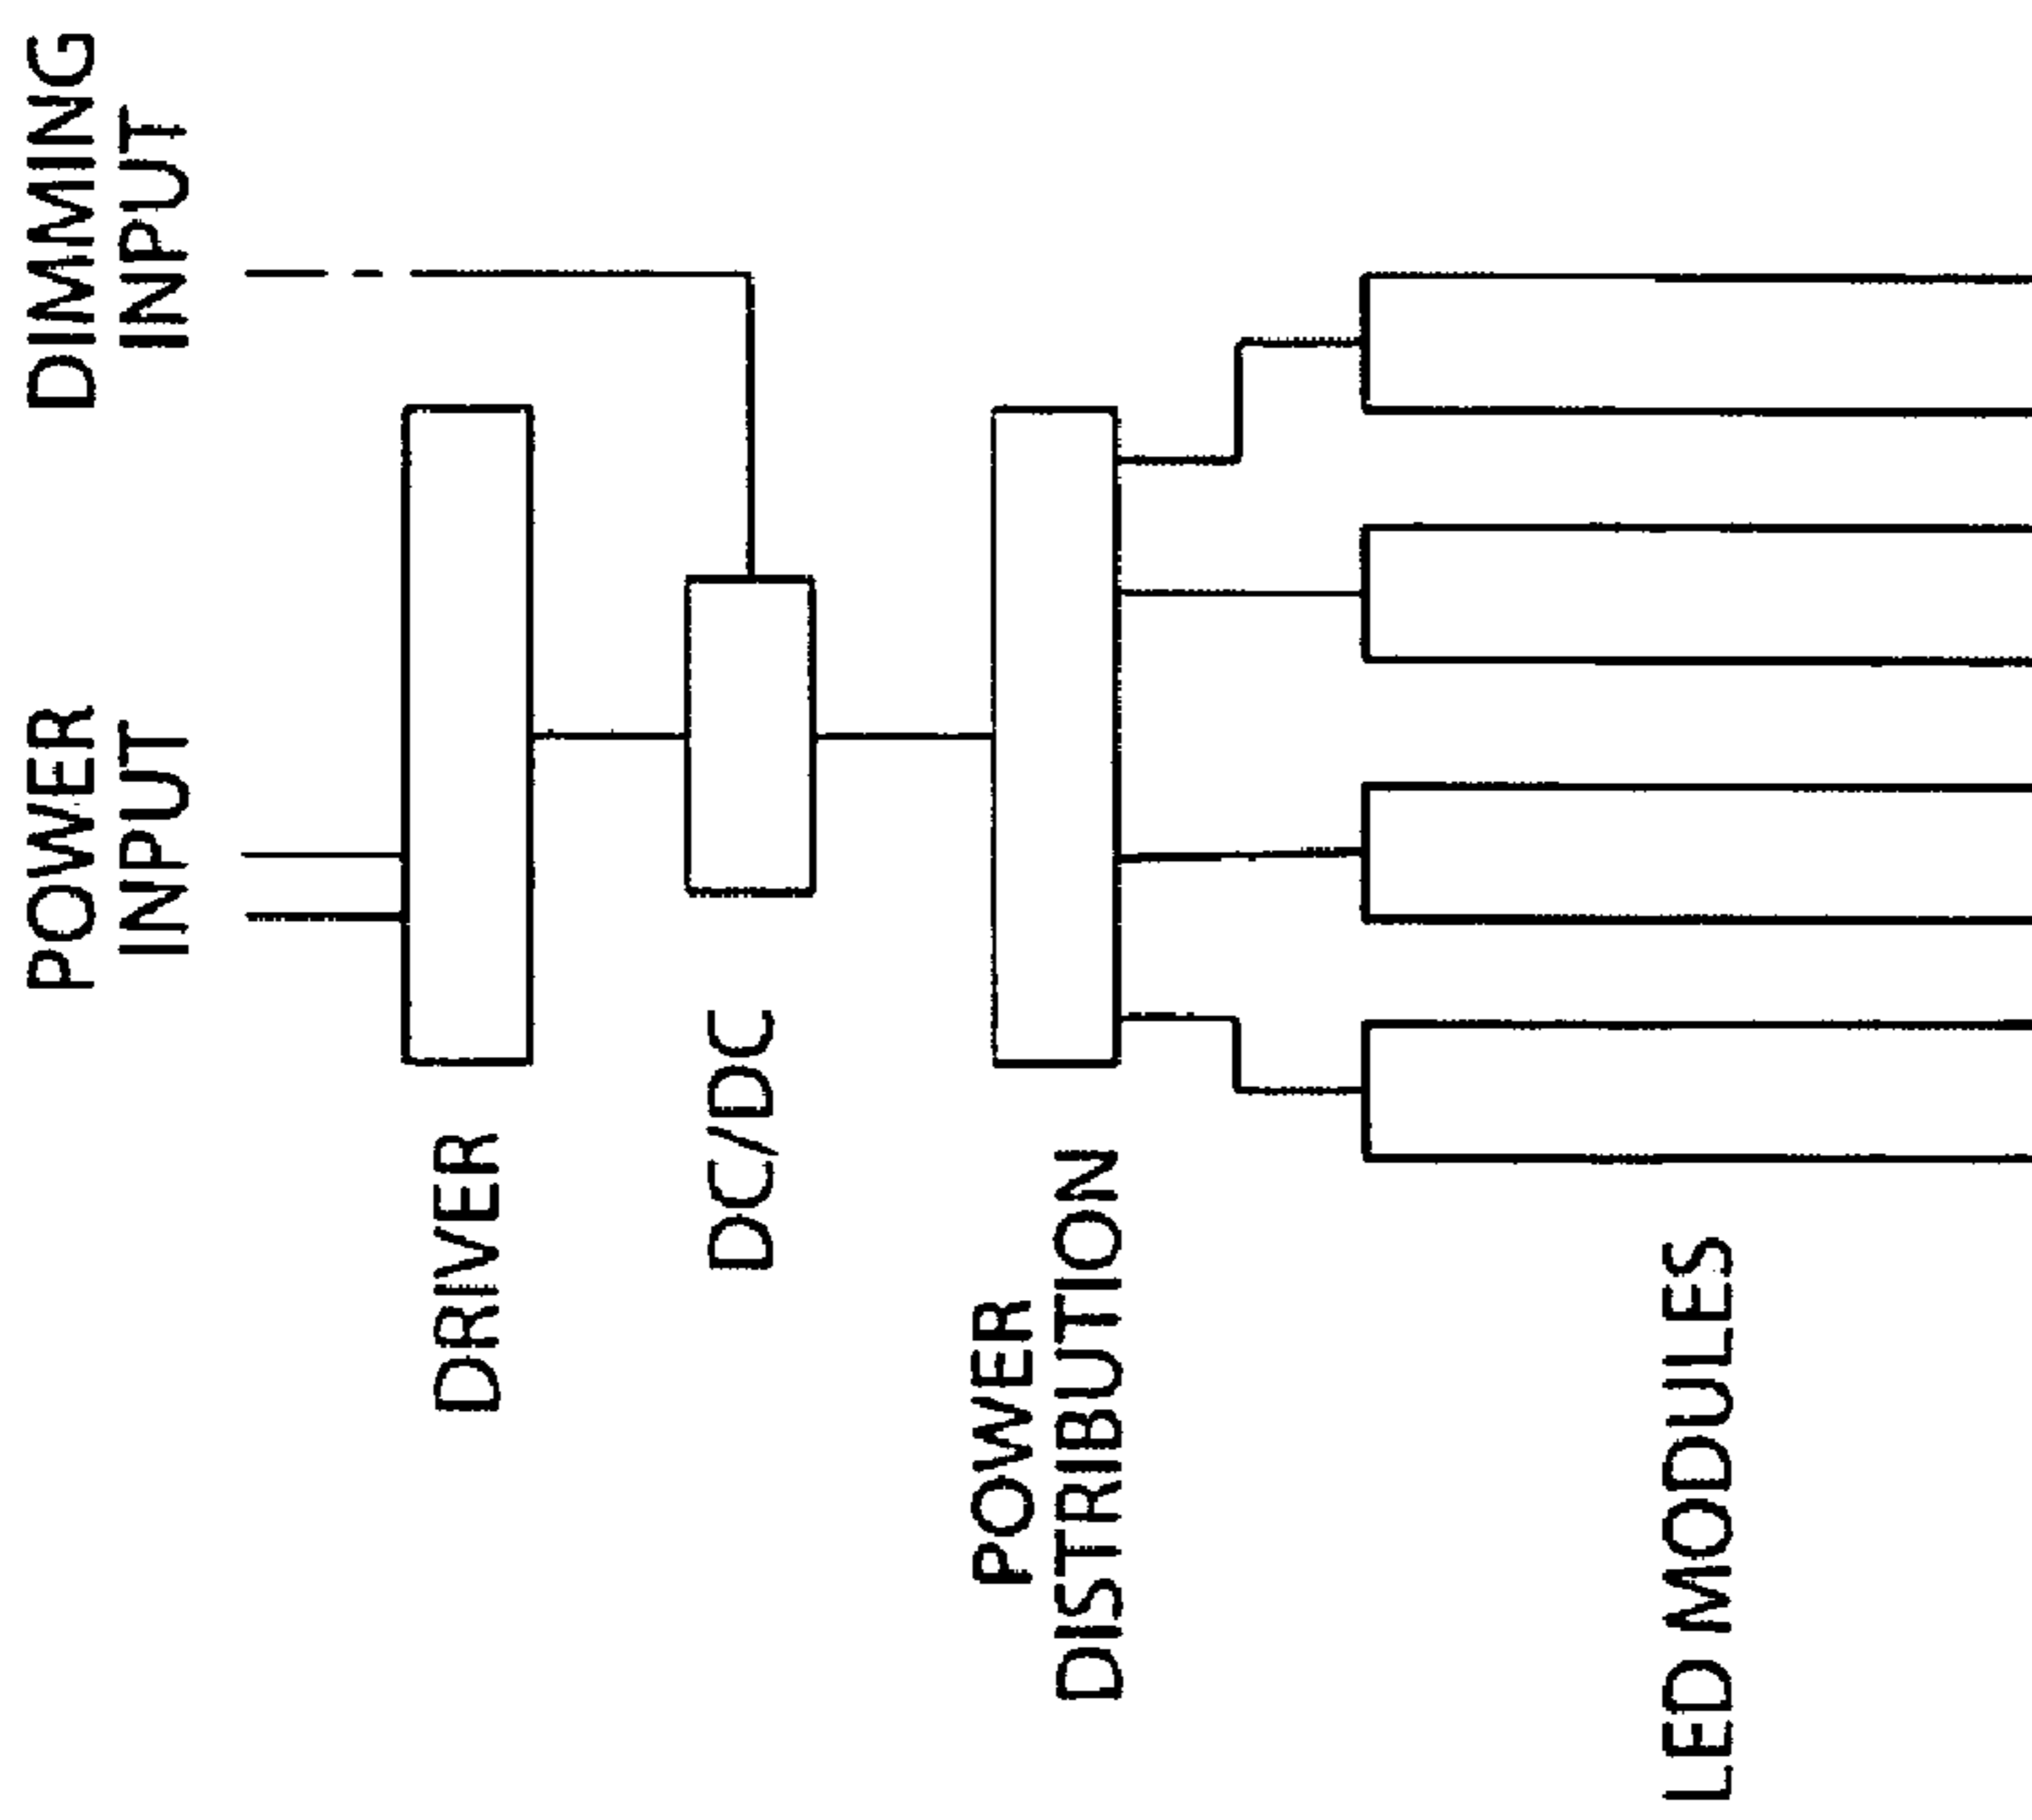 POWER
INPUT
DIMMING
INPUT
DRIVER
DC/DC
POWER
DISTRIBUTION
LED MODULES